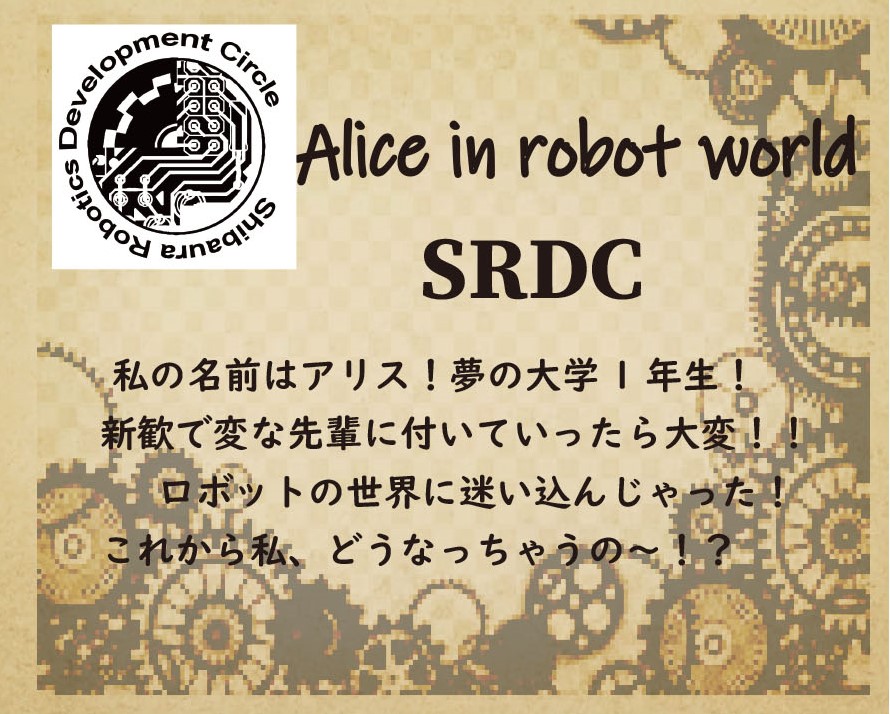 Shibaura Robotics Development Circle
Alice in robot world
SRDC
私の名前はアリス！夢の大学1年生！
新歓で変な先輩に付いていったら大変！！
ロボットの世界に迷い込んじゃった！
これから私、どうなっちゃうの～！？